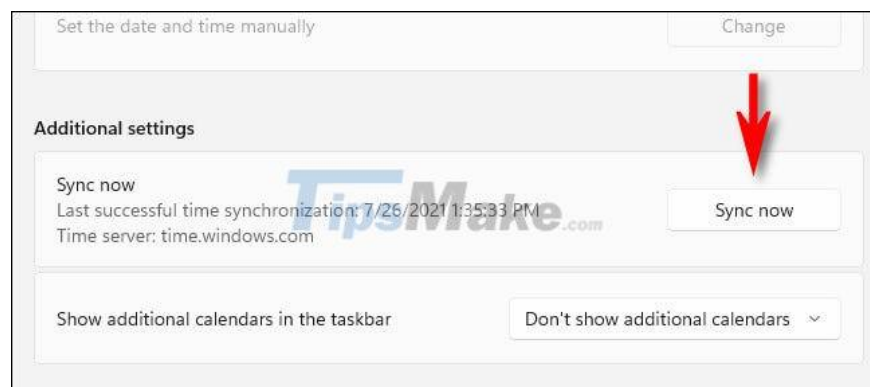 Set the date and time manually
Change
Additional settings
Sync now
Last successful time synchronization: 7/26/2021 1:35:33 PM
Time server: time.windows.com
Sync now
TipsMake.com
Show additional calendars in the taskbar
Don't show additional calendars